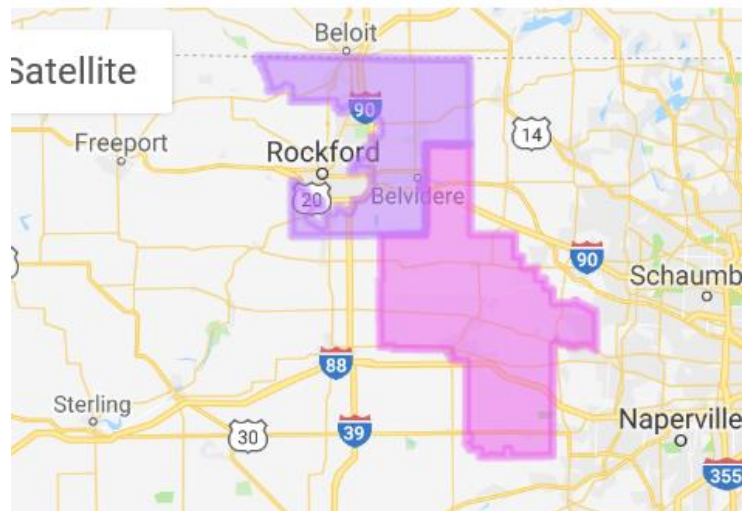 Beloit
Satellite
90
14
Freeport
Rockford
20
Belvidere
90
Schaumb
88
Sterling
30
39
Naperville
355